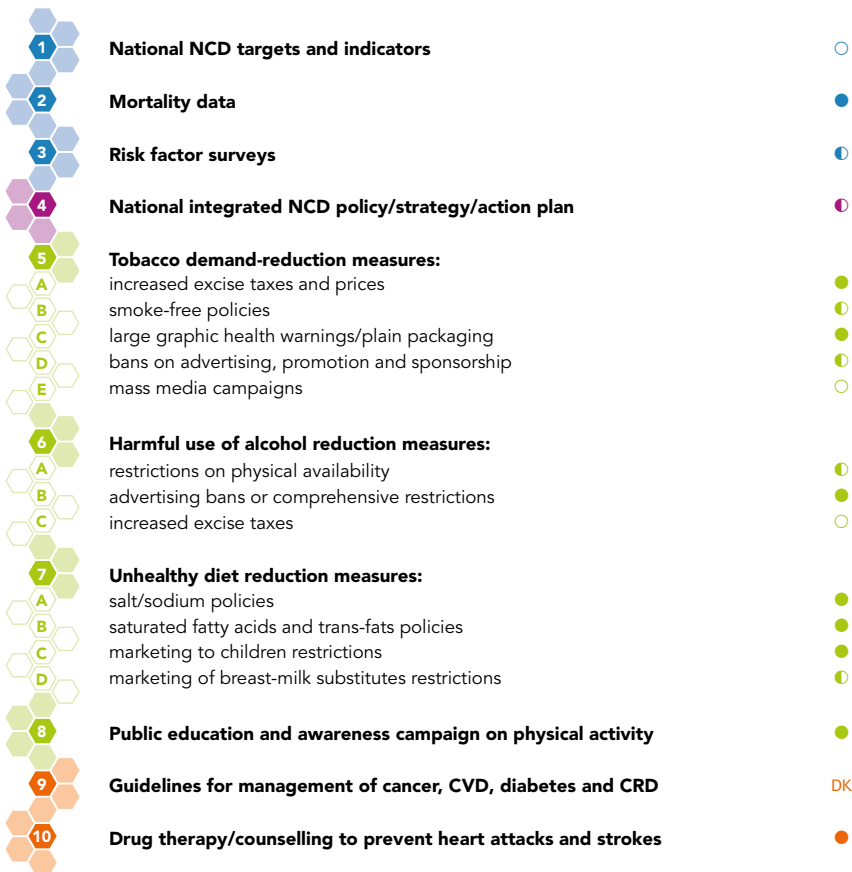 1 National NCD targets and indicators ○
2 Mortality data ●
3 Risk factor surveys ◐
4 National integrated NCD policy/strategy/action plan ◐
5 Tobacco demand-reduction measures:
A increased excise taxes and prices ●
B smoke-free policies ◐
C large graphic health warnings/plain packaging ●
D bans on advertising, promotion and sponsorship ◐
E mass media campaigns ○
6 Harmful use of alcohol reduction measures:
A restrictions on physical availability ◐
B advertising bans or comprehensive restrictions ●
C increased excise taxes ○
7 Unhealthy diet reduction measures:
A salt/sodium policies ●
B saturated fatty acids and trans-fats policies ●
C marketing to children restrictions ●
D marketing of breast-milk substitutes restrictions ◐
8 Public education and awareness campaign on physical activity ●
9 Guidelines for management of cancer, CVD, diabetes and CRD DK
10 Drug therapy/counselling to prevent heart attacks and strokes ●